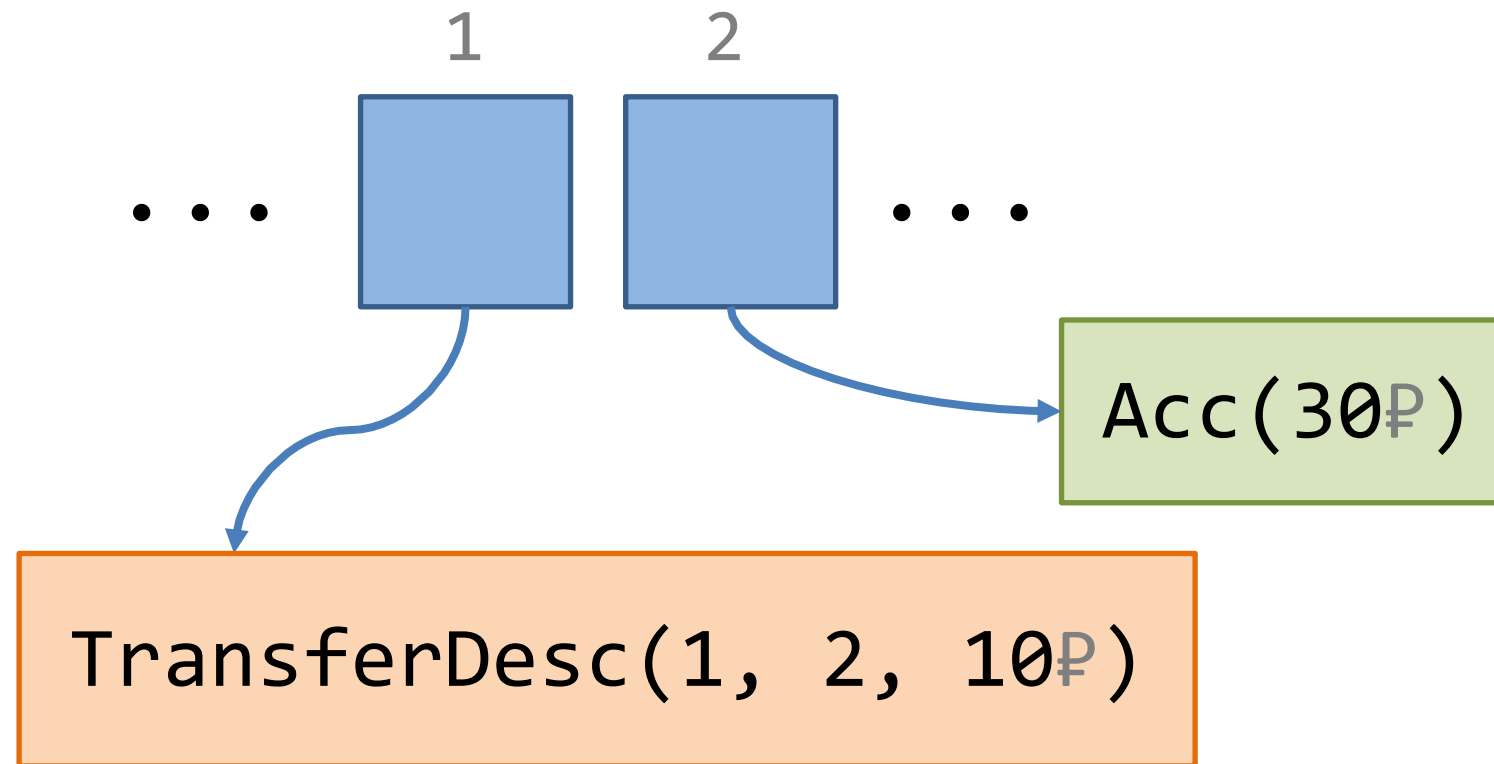 1 2
• • • • • •
Acc(30₽)
TransferDesc(1, 2, 10₽)